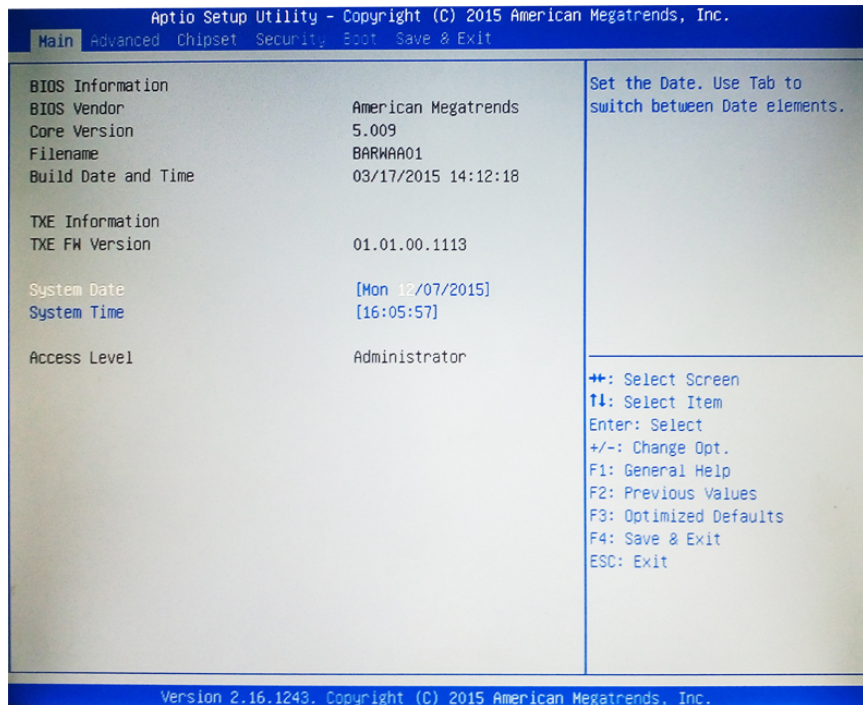 Aptio Setup Utility - Copyright (C) 2015 American Megatrends, Inc.
Main Advanced Chipset Security Boot Save & Exit
BIOS Information
BIOS Vendor American Megatrends
Core Version 5.009
Filename BARWAA01
Build Date and Time 03/17/2015 14:12:18
TXE Information
TXE FW Version 01.01.00.1113
System Date [Mon 12/07/2015]
System Time [16:05:57]
Access Level Administrator
Set the Date. Use Tab to
switch between Date elements.
→←: Select Screen
↑↓: Select Item
Enter: Select
+/-: Change Opt.
F1: General Help
F2: Previous Values
F3: Optimized Defaults
F4: Save & Exit
ESC: Exit
Version 2.16.1243. Copyright (C) 2015 American Megatrends, Inc.